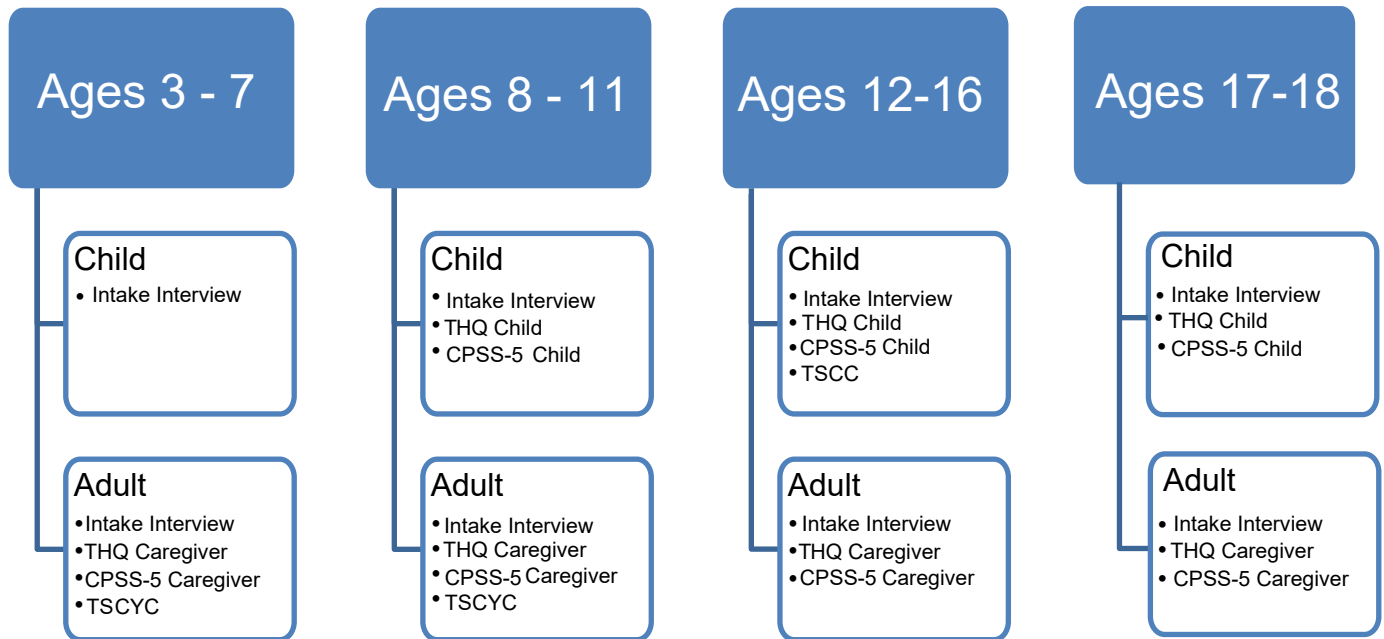 Ages 3 - 7
Child
• Intake Interview
Adult
•Intake Interview
•THQ Caregiver
•CPSS-5 Caregiver
•TSCYC
Ages 8 - 11
Child
• Intake Interview
•THQ Child
• CPSS-5 Child
Adult
• Intake Interview
•THQ Caregiver
•CPSS-5 Caregiver
• TSCYC
Ages 12-16
Child
• Intake Interview
•THQ Child
•CPSS-5 Child
•TSCC
Adult
• Intake Interview
•THQ Caregiver
•CPSS-5 Caregiver
Ages 17-18
Child
• Intake Interview
• THQ Child
• CPSS-5 Child
Adult
• Intake Interview
• THQ Caregiver
• CPSS-5 Caregiver